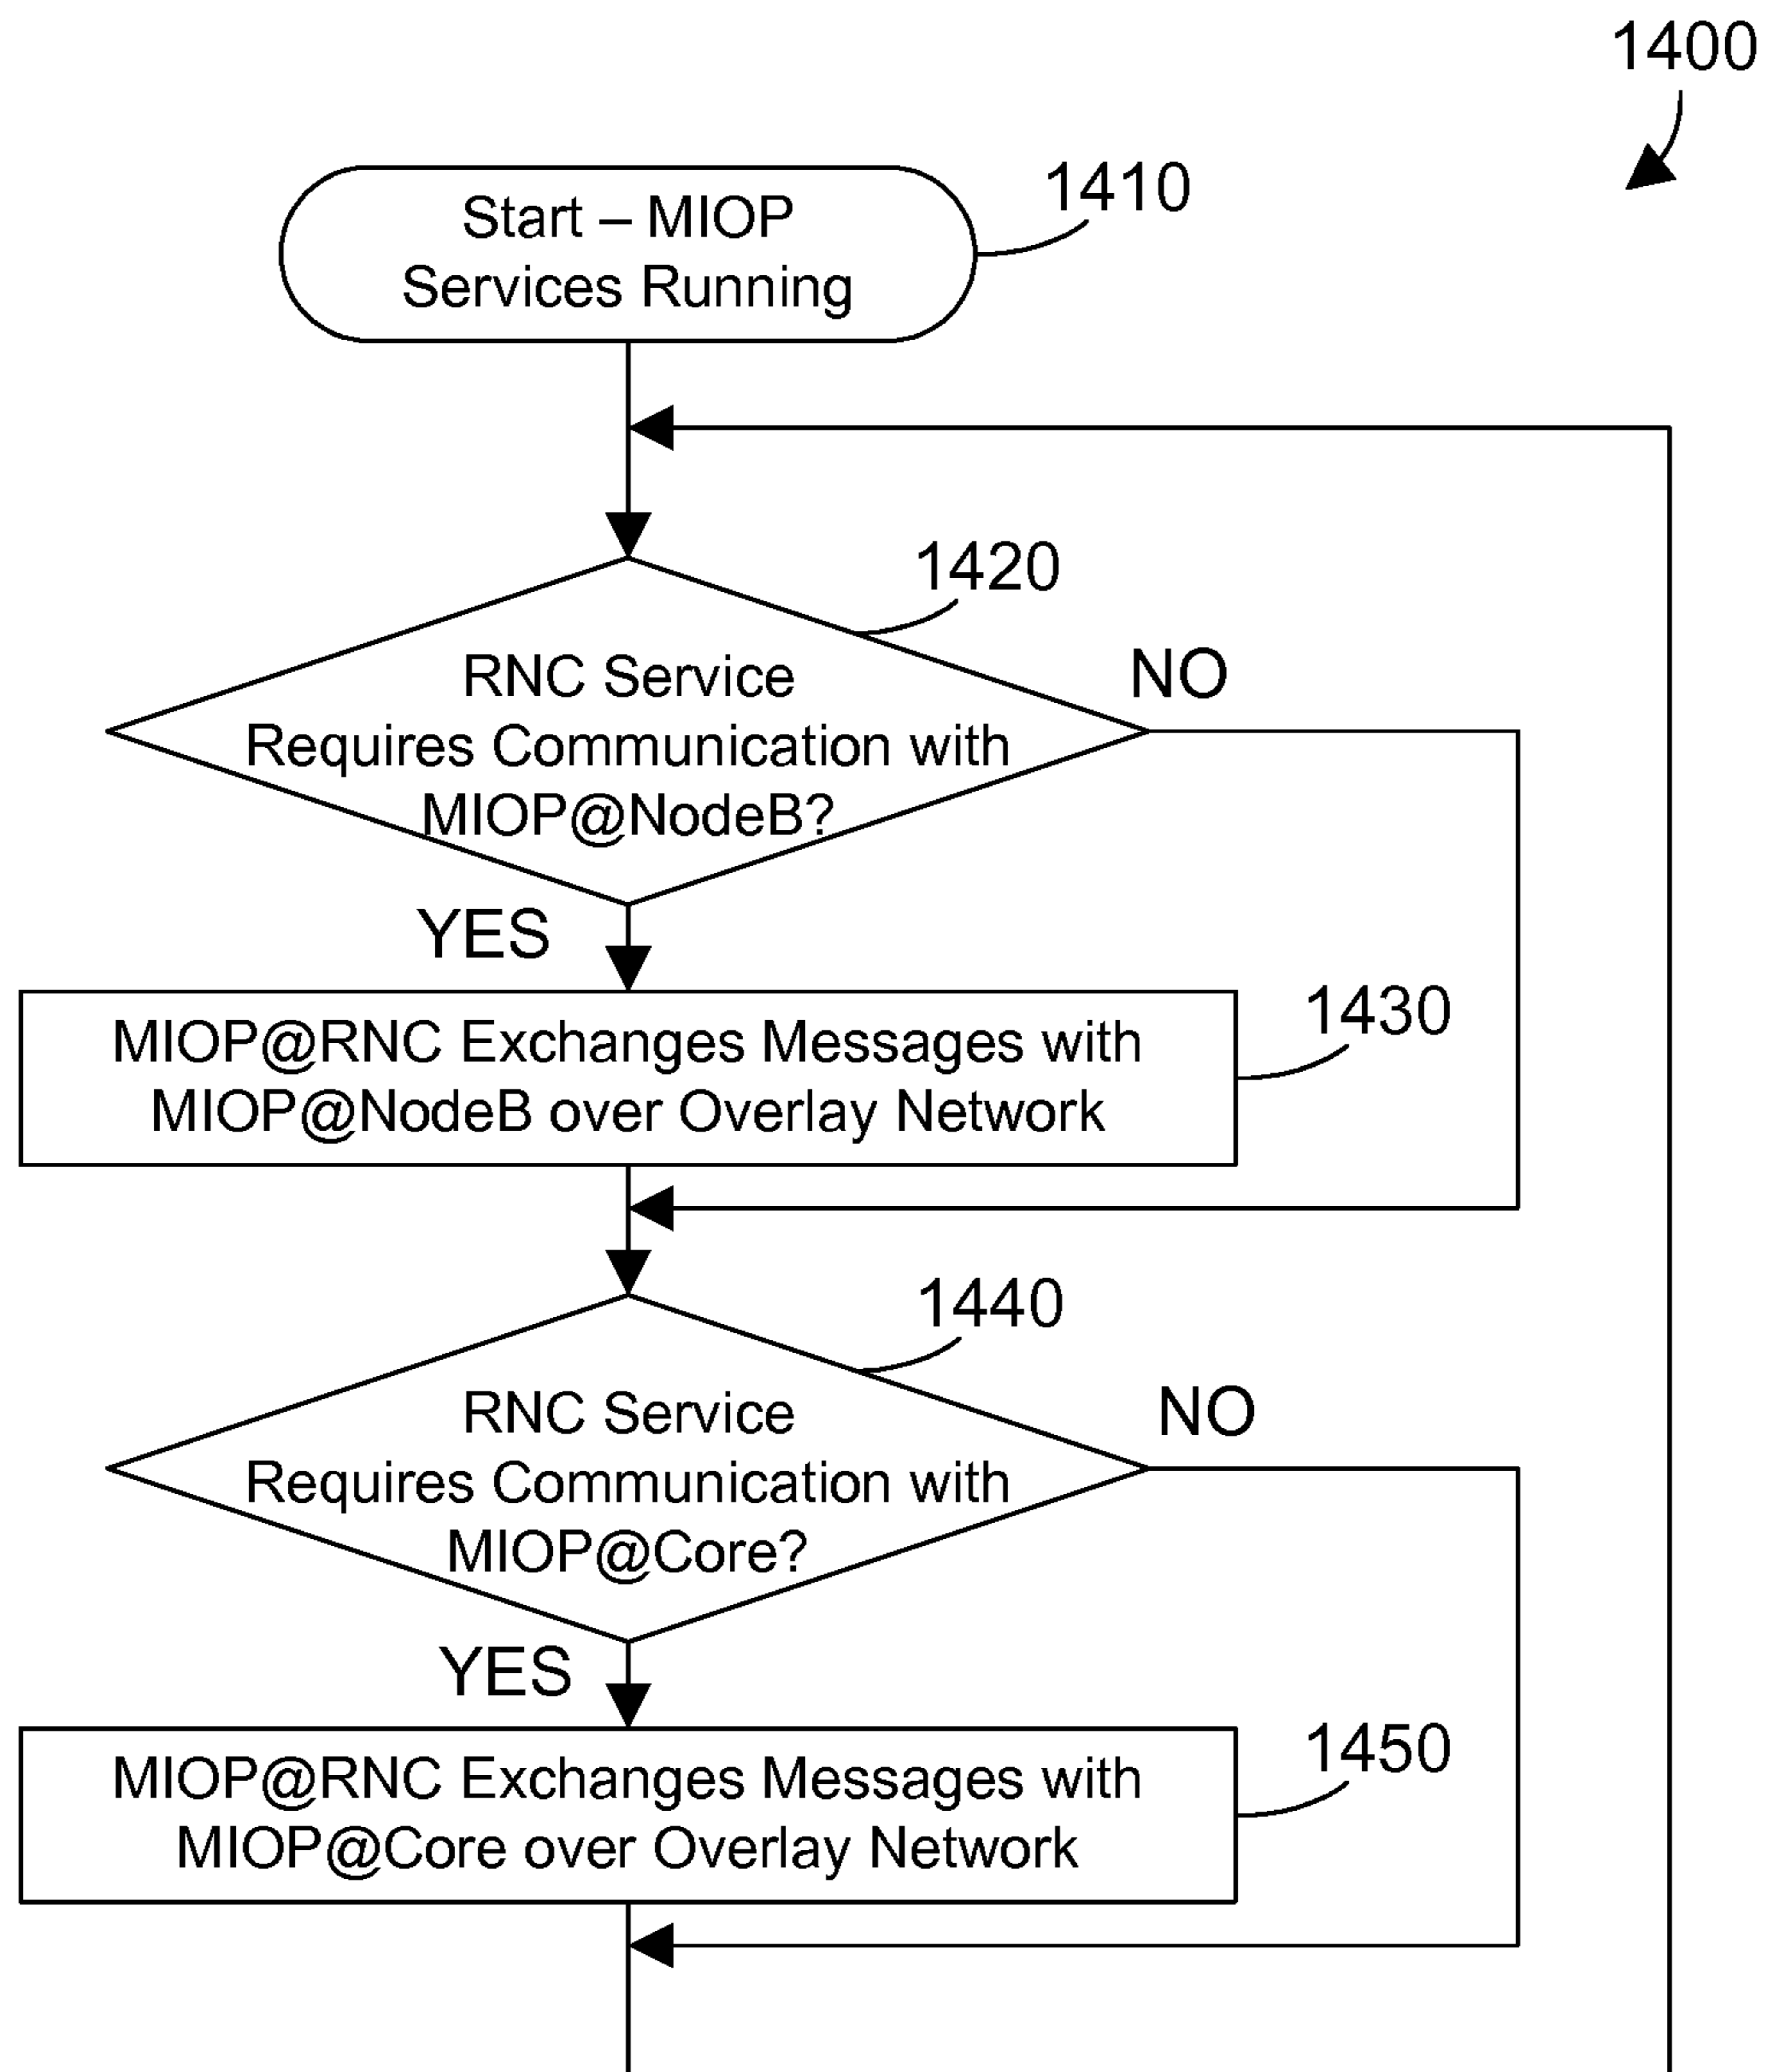 1400
Start – MIOP
Services Running
1410
1420
RNC Service
Requires Communication with
MIOP@NodeB?
NO
YES
MIOP@RNC Exchanges Messages with
MIOP@NodeB over Overlay Network
1430
1440
RNC Service
Requires Communication with
MIOP@Core?
NO
YES
MIOP@RNC Exchanges Messages with
MIOP@Core over Overlay Network
1450